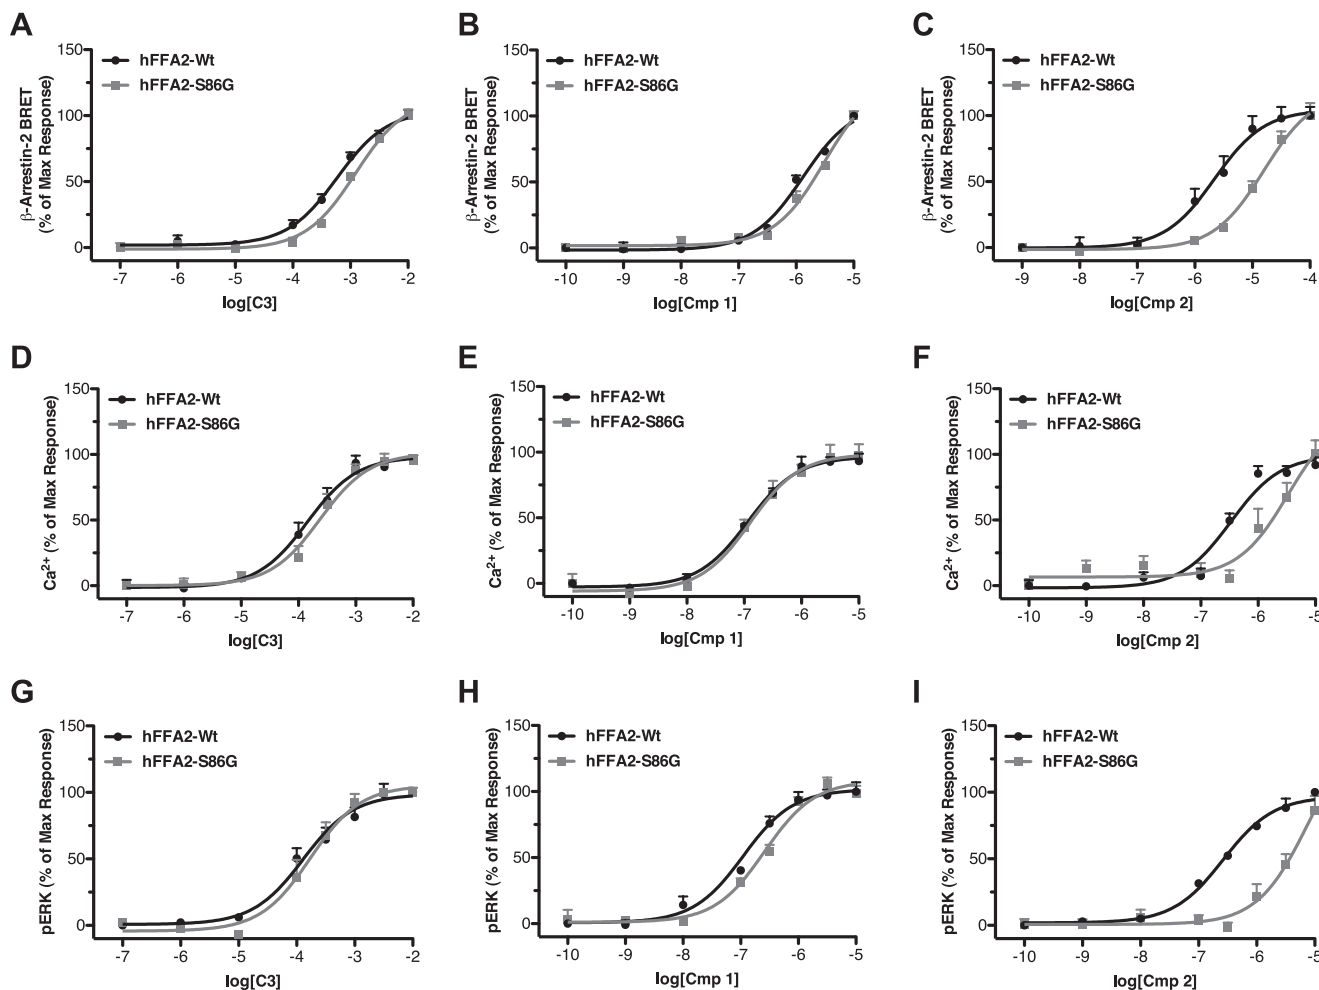 A
β-Arrestin-2 BRET
(% of Max Response)
150
100
50
0
hFFA2-Wt
hFFA2-S86G
-7 -6 -5 -4 -3 -2
log[C3]
B
β-Arrestin-2 BRET
(% of Max Response)
150
100
50
0
hFFA2-Wt
hFFA2-S86G
-10 -9 -8 -7 -6 -5
log[Cmp 1]
C
β-Arrestin-2 BRET
(% of Max Response)
150
100
50
0
hFFA2-Wt
hFFA2-S86G
-9 -8 -7 -6 -5 -4
log[Cmp 2]
D
Ca²⁺ (% of Max Response)
150
100
50
0
hFFA2-Wt
hFFA2-S86G
-7 -6 -5 -4 -3 -2
log[C3]
E
Ca²⁺ (% of Max Response)
150
100
50
0
hFFA2-Wt
hFFA2-S86G
-10 -9 -8 -7 -6 -5
log[Cmp 1]
F
Ca²⁺ (% of Max Response)
150
100
50
0
hFFA2-Wt
hFFA2-S86G
-10 -9 -8 -7 -6 -5
log[Cmp 2]
G
pERK (% of Max Response)
150
100
50
0
hFFA2-Wt
hFFA2-S86G
-7 -6 -5 -4 -3 -2
log[C3]
H
pERK (% of Max Response)
150
100
50
0
hFFA2-Wt
hFFA2-S86G
-10 -9 -8 -7 -6 -5
log[Cmp 1]
I
pERK (% of Max Response)
150
100
50
0
hFFA2-Wt
hFFA2-S86G
-10 -9 -8 -7 -6 -5
log[Cmp 2]